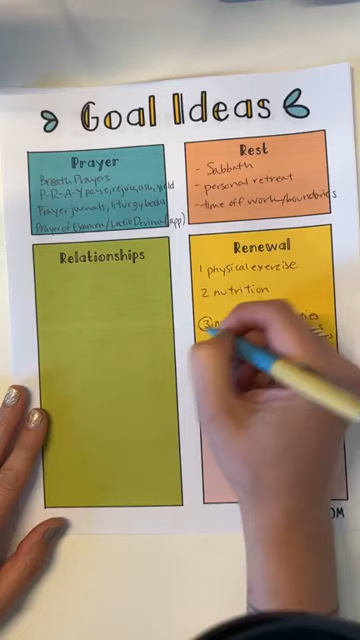 Goal Ideas
Prayer
Breath Prayers
P-R-A-Y pause, rejoice, ask, yield
Prayer journals, liturgy books
Prayer of Examen/Lectio Divina (app)
Rest
- Sabbath
- personal retreat
- time off work/boundaries
Relationships
Renewal
1 physical exercise
2 nutrition
3